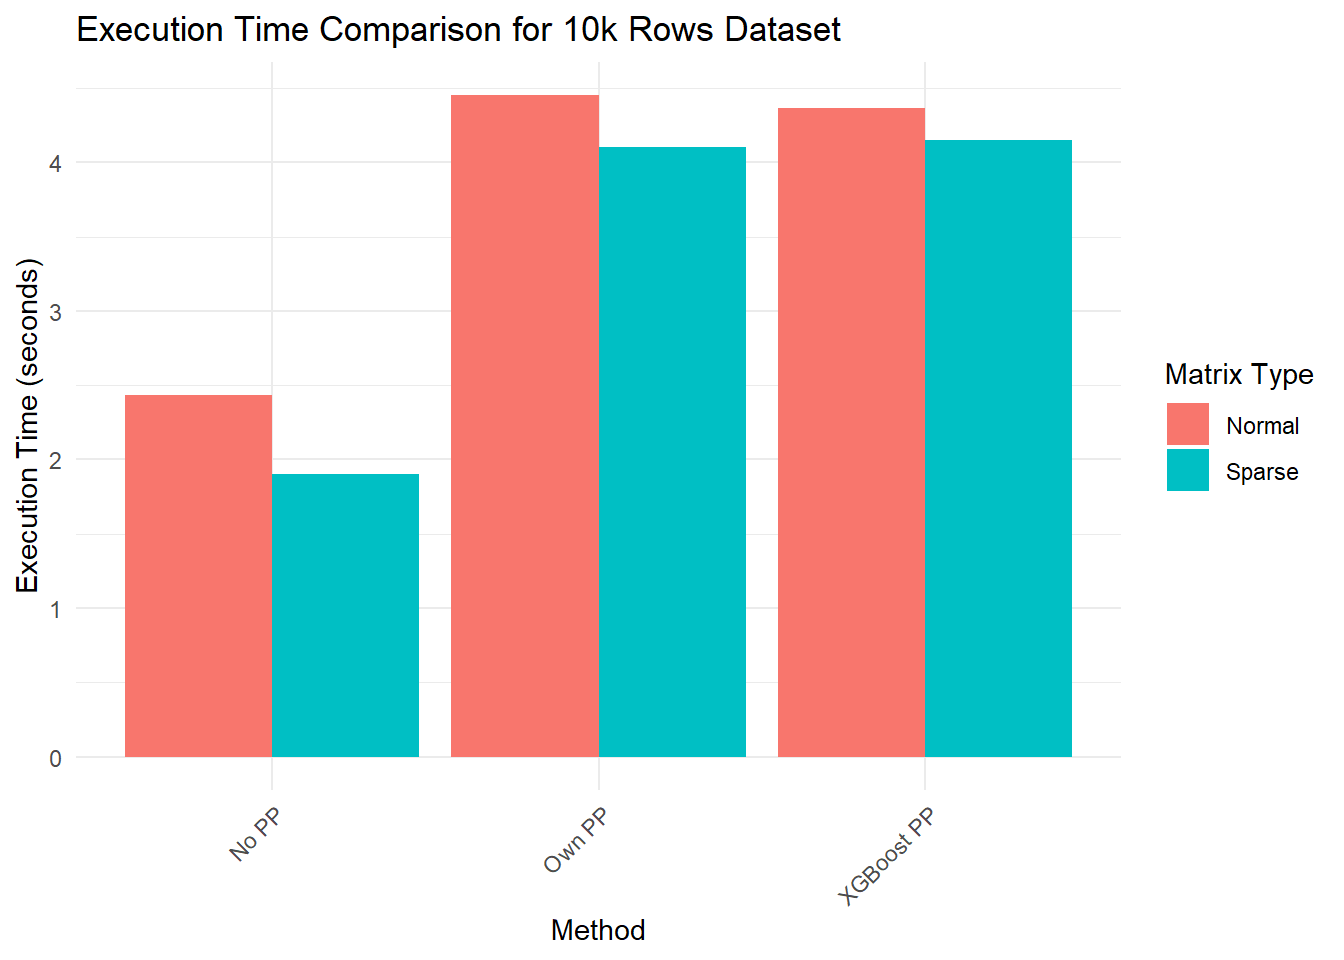 Execution Time Comparison for 10k Rows Dataset
Execution Time (seconds)
4
3
2
1
0
No PP
Own PP
XGBoost PP
Method
Matrix Type
Normal
Sparse